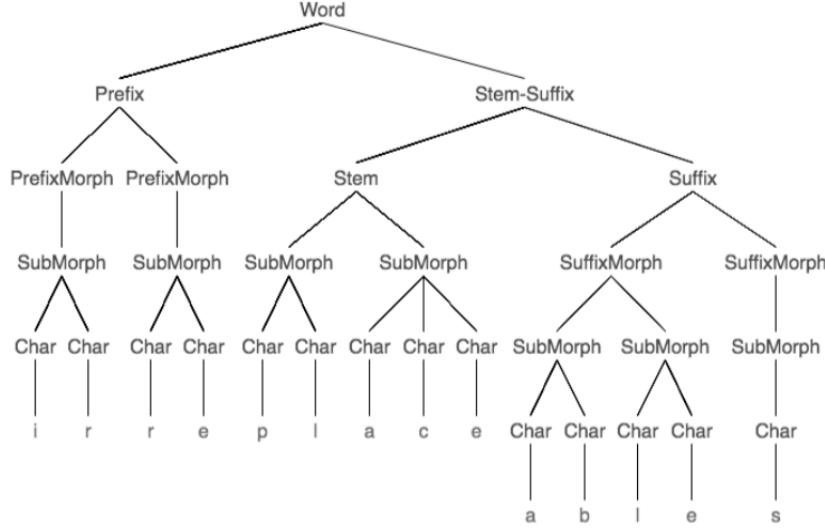 Word
Prefix Stem-Suffix
PrefixMorph PrefixMorph Stem Suffix
SubMorph SubMorph SubMorph SubMorph SuffixMorph SuffixMorph
Char Char Char Char Char Char Char Char Char SubMorph SubMorph SubMorph
i r r e p l a c e Char Char Char Char Char
a b l e s